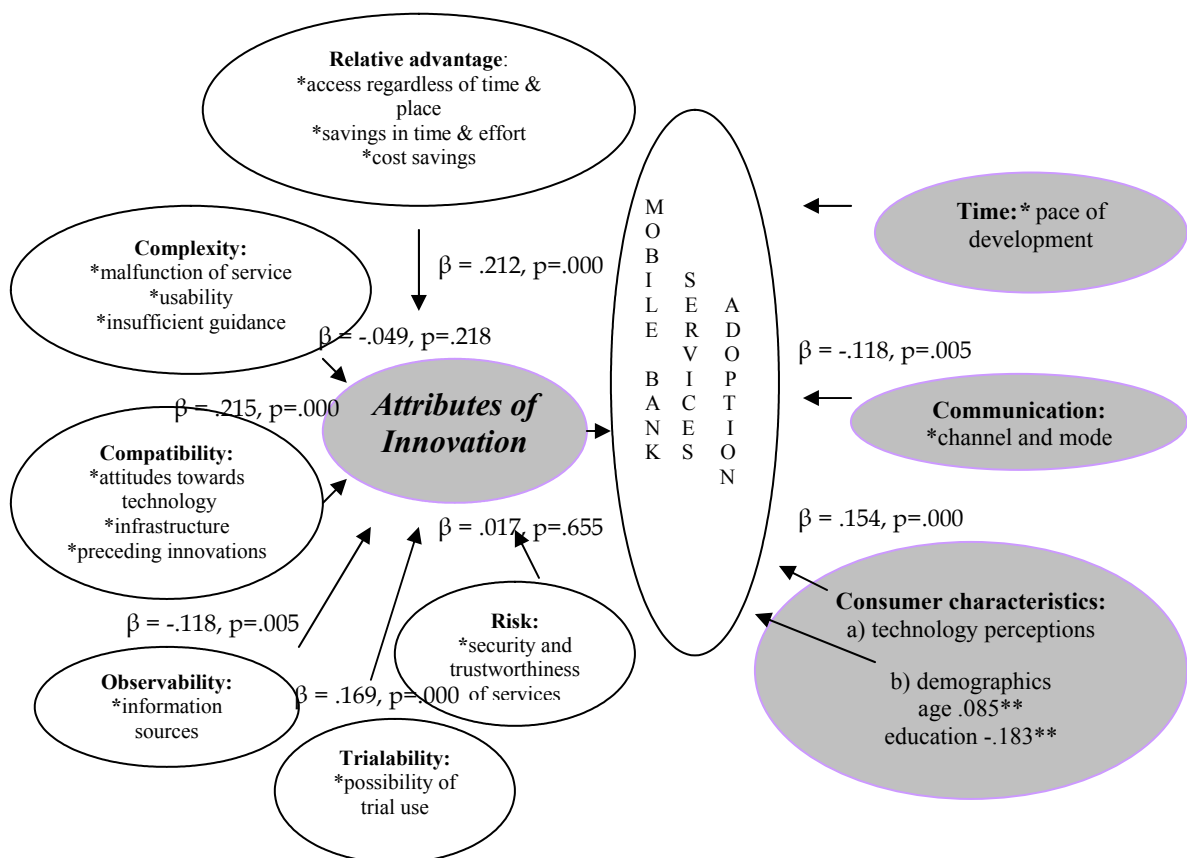 Relative advantage:
*access regardless of time &
place
*savings in time & effort
*cost savings
Complexity:
*malfunction of service
*usability
*insufficient guidance
β = .212, p=.000
β = -.049, p=.218
β = .215, p=.000
Attributes of
Innovation
Compatibility:
*attitudes towards
technology
*infrastructure
*preceding innovations
β = .017, p=.655
β = -.118, p=.005
Observability:
*information
sources
β = .169, p=.000
Risk:
*security and
trustworthiness
of services
Trialability:
*possibility of
trial use
MOBILE BANK
SERVICES
ADOPTION
Time:* pace of
development
β = -.118, p=.005
Communication:
*channel and mode
β = .154, p=.000
Consumer characteristics:
a) technology perceptions
b) demographics
age .085**
education -.183**